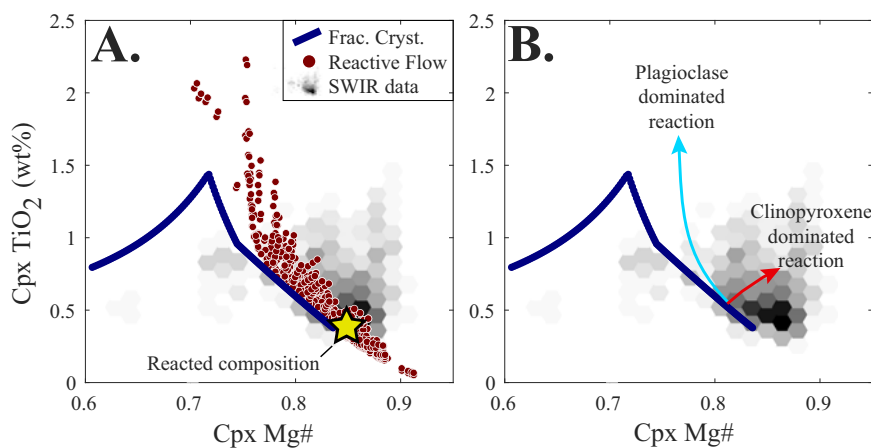 A.
Frac. Cryst.
Reactive Flow
SWIR data
2.5
2
1.5
1
0.5
0
Cpx TiO2 (wt%)
Reacted composition
0.6
0.7
0.8
0.9
Cpx Mg#
B.
Plagioclase
dominated
reaction
Clinopyroxene
dominated
reaction
2.5
2
1.5
1
0.5
0
0.6
0.7
0.8
0.9
Cpx Mg#